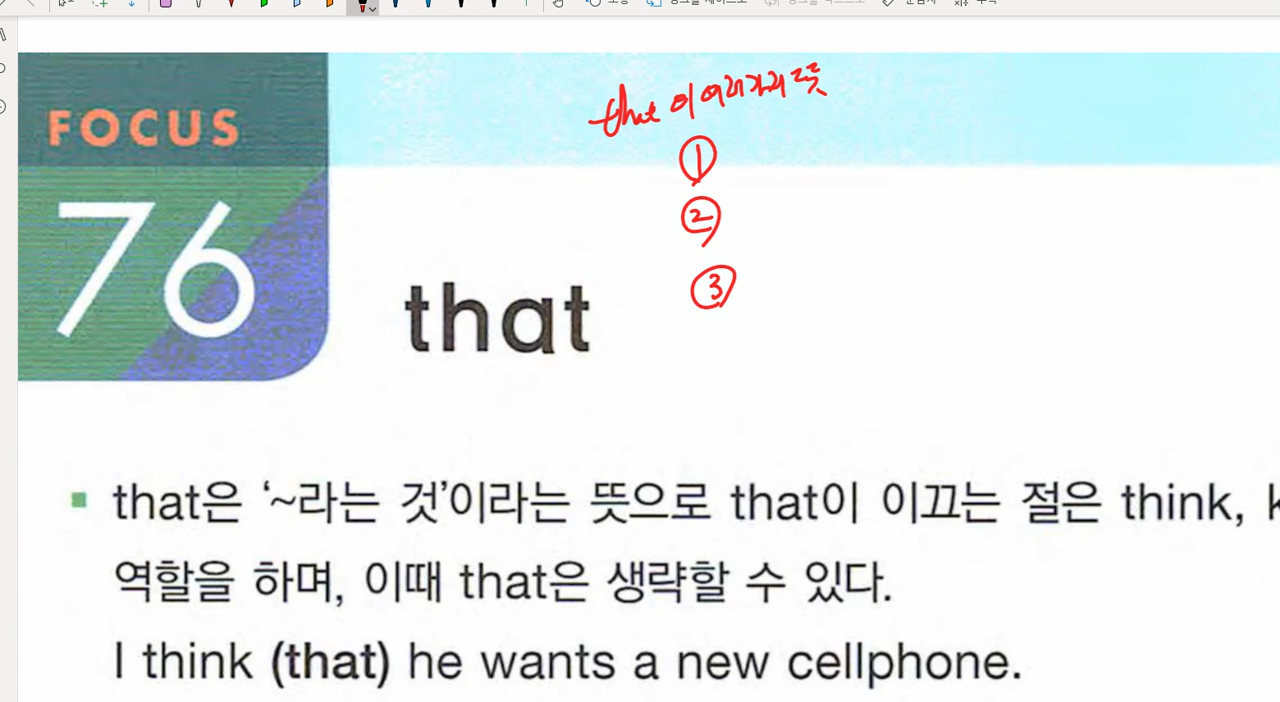 that 이 여러가지 뜻
①
②
③
FOCUS
76
that
that은 ‘~라는 것’이라는 뜻으로 that이 이끄는 절은 think,
역할을 하며, 이때 that은 생략할 수 있다.
I think (that) he wants a new cellphone.